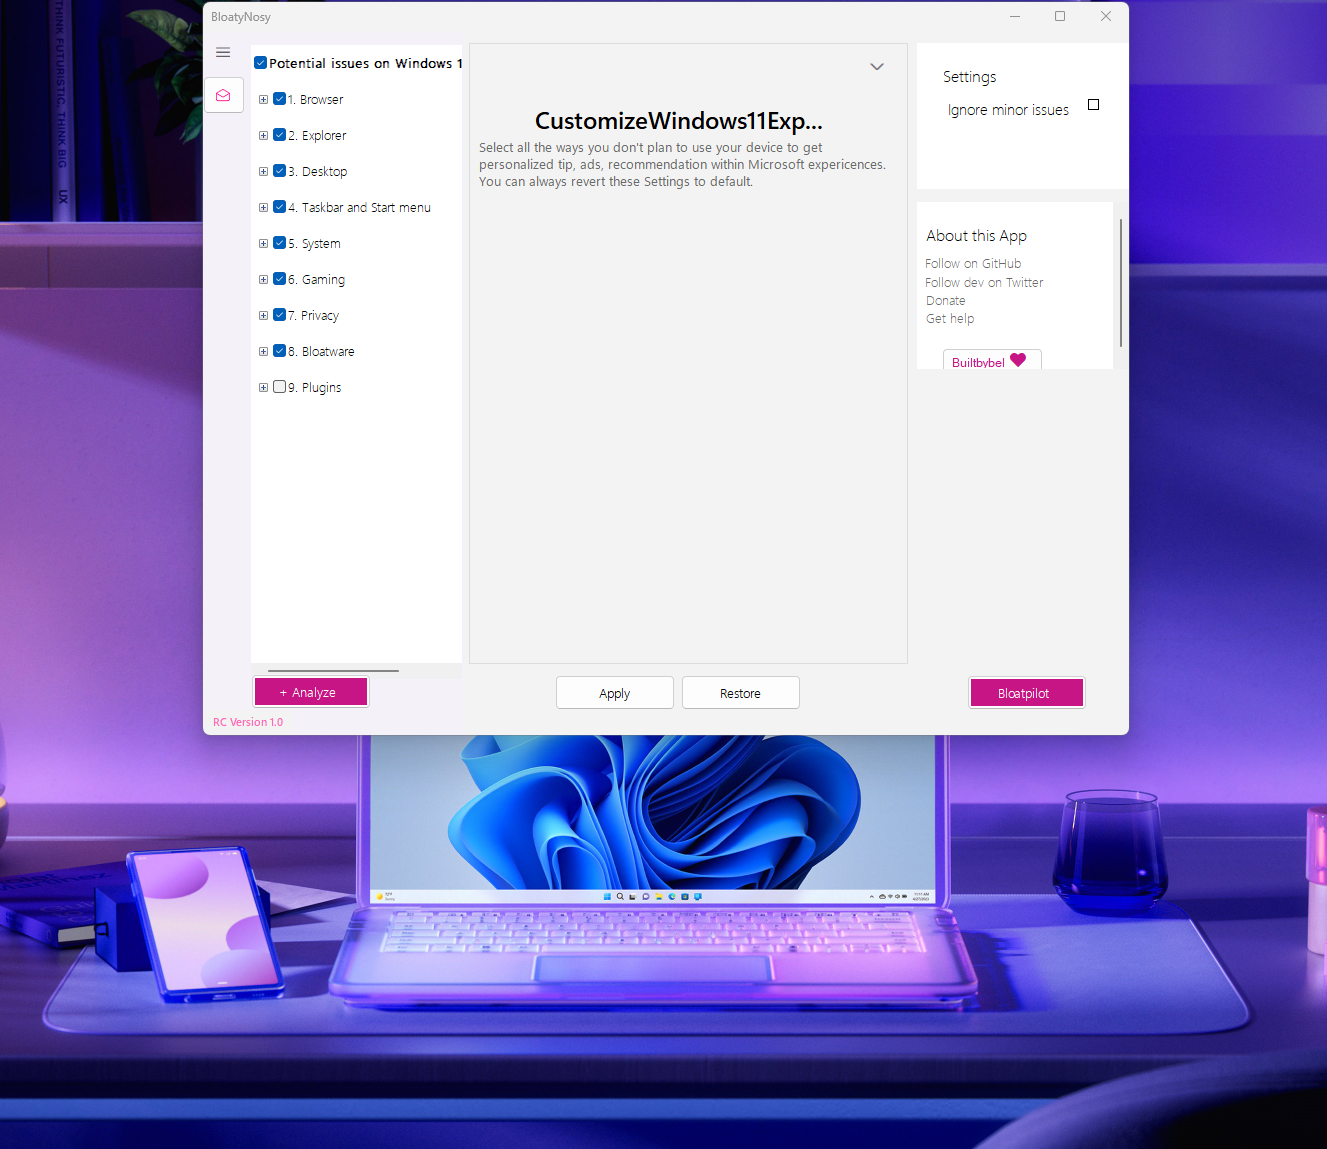 BloatyNosy
Potential issues on Windows 1
1. Browser
2. Explorer
3. Desktop
4. Taskbar and Start menu
5. System
6. Gaming
7. Privacy
8. Bloatware
9. Plugins
+ Analyze
RC Version 1.0
CustomizeWindows11Exp...
Select all the ways you don't plan to use your device to get
personalized tip, ads, recommendation within Microsoft expericences.
You can always revert these Settings to default.
Apply
Restore
Settings
Ignore minor issues
About this App
Follow on GitHub
Follow dev on Twitter
Donate
Get help
Builtbybel
Bloatpilot
THINK FUTURISTIC, THINK BIG
UX
11:11 AM